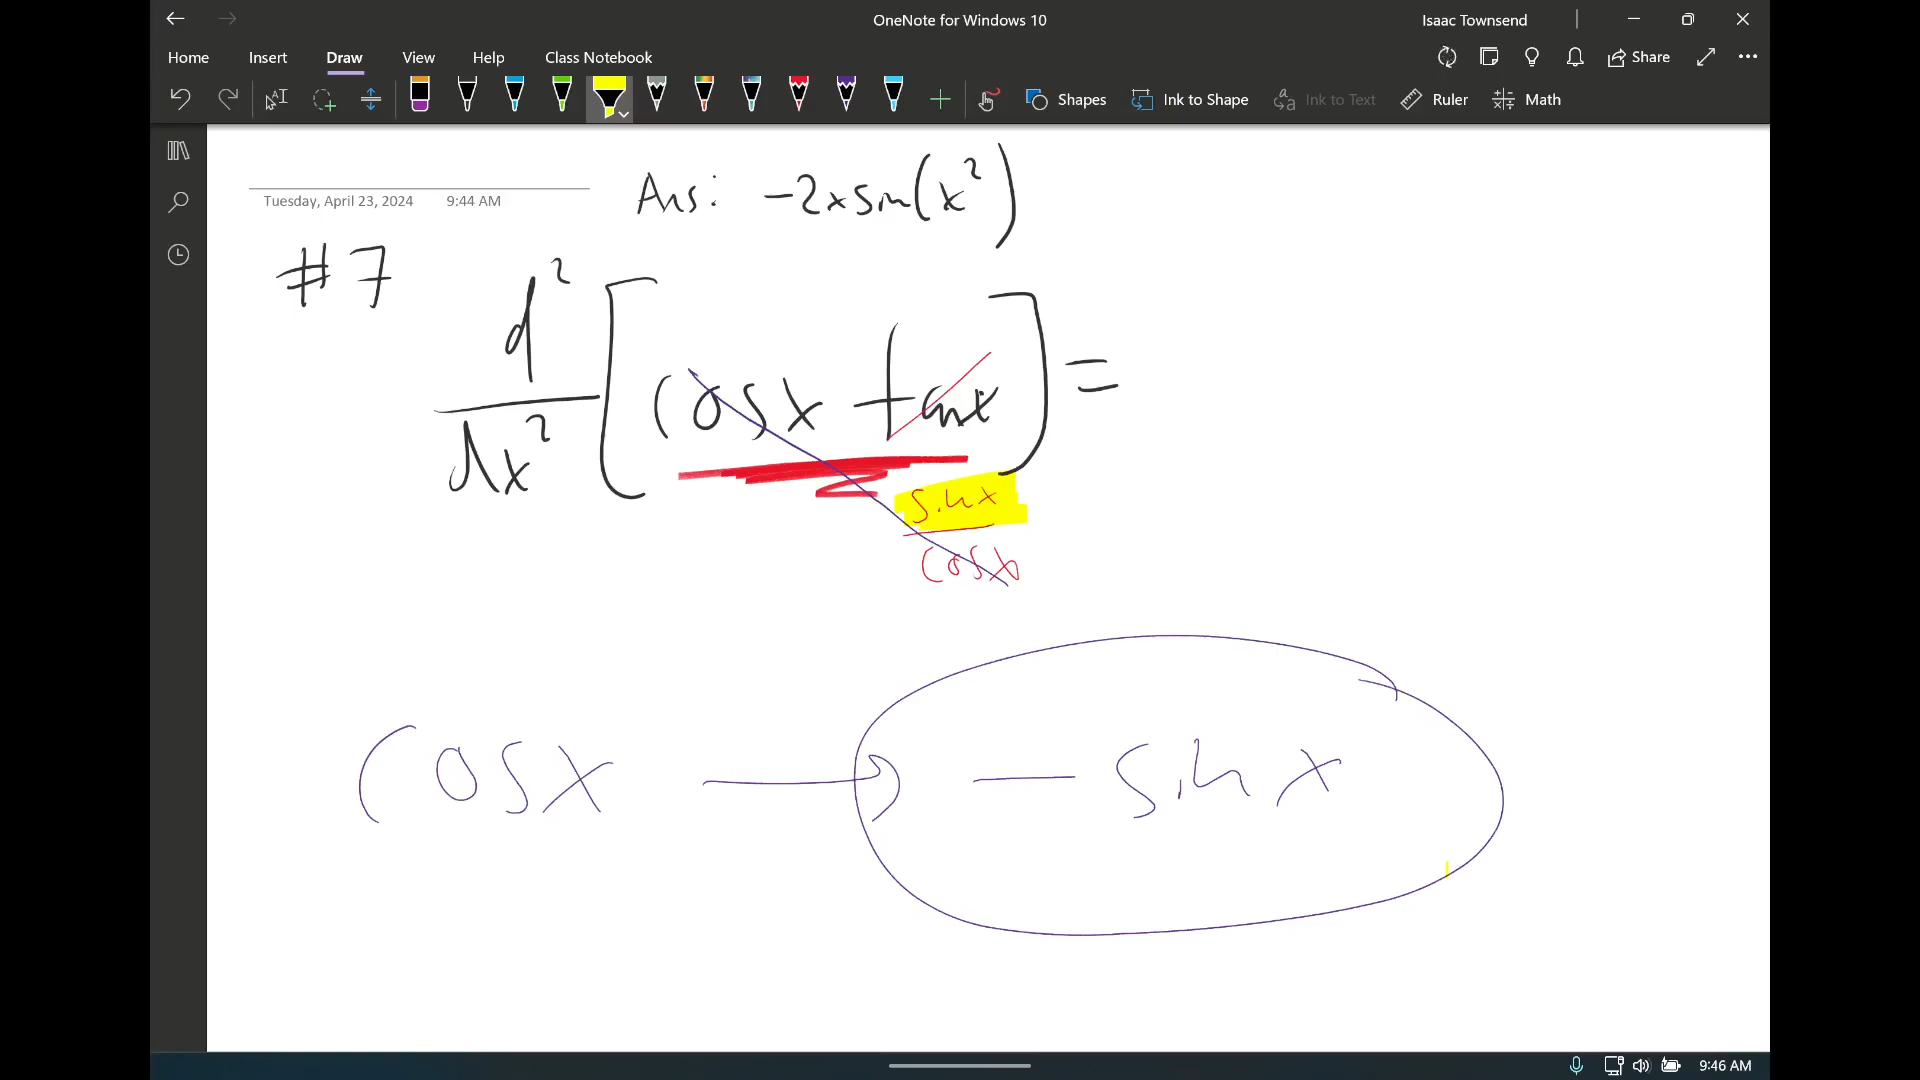 OneNote for Windows 10
Isaac Townsend
Home Insert Draw View Help Class Notebook
Share
Shapes Ink to Shape Ink to Text Ruler Math
Ans: -2x sin(x²)
Tuesday, April 23, 2024 9:44 AM
#7
d²/dx² [cosx tanx] =
sinx
cosx
cosx → - sinx
9:46 AM